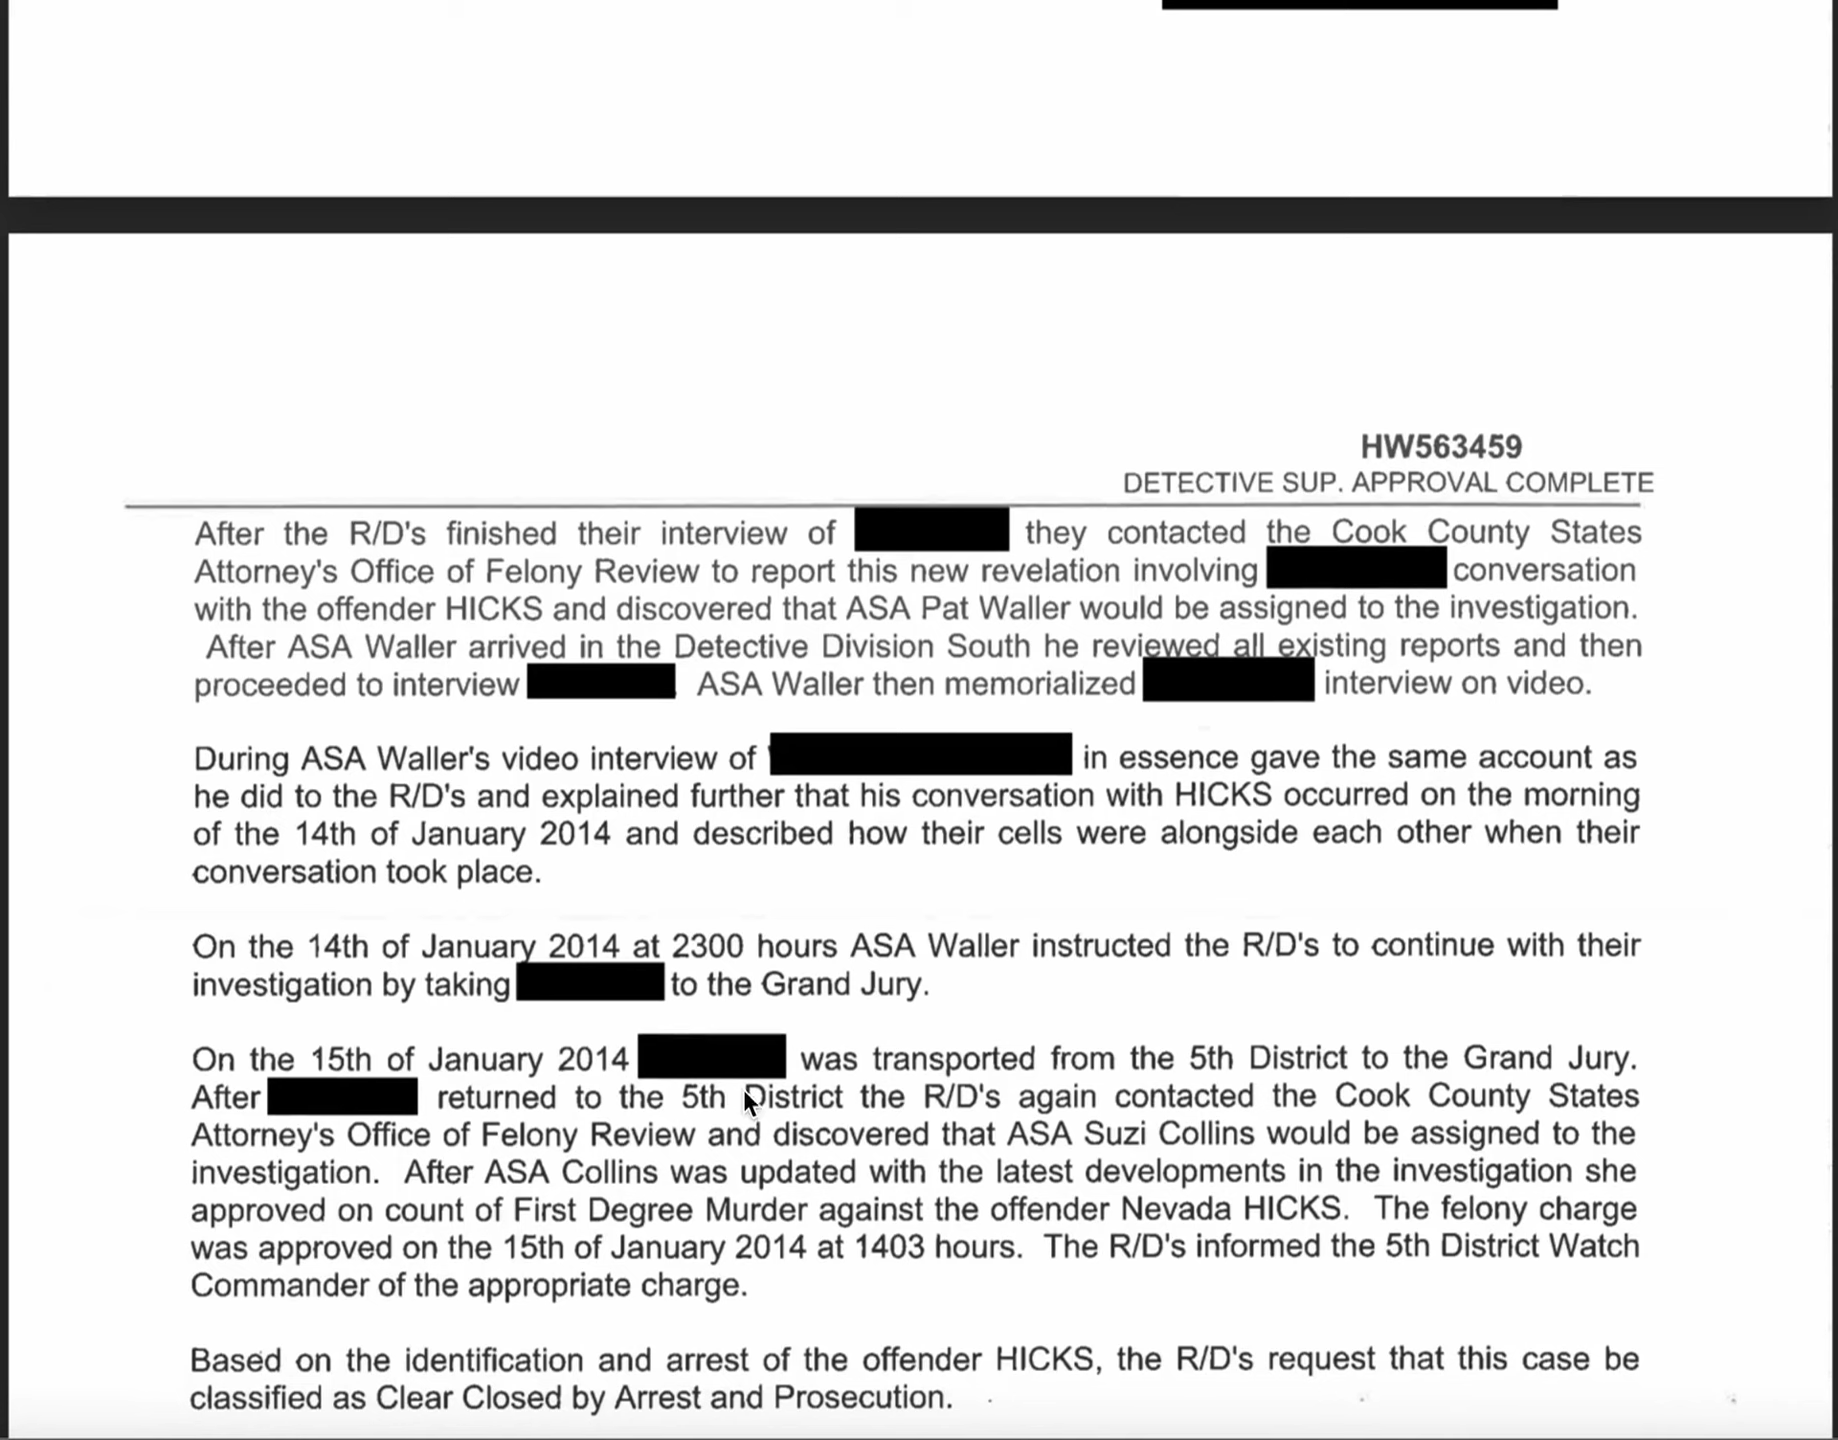 HW563459
DETECTIVE SUP. APPROVAL COMPLETE
After the R/D's finished their interview of they contacted the Cook County States
Attorney's Office of Felony Review to report this new revelation involving conversation
with the offender HICKS and discovered that ASA Pat Waller would be assigned to the investigation.
After ASA Waller arrived in the Detective Division South he reviewed all existing reports and then
proceeded to interview ASA Waller then memorialized interview on video.
During ASA Waller's video interview of in essence gave the same account as
he did to the R/D's and explained further that his conversation with HICKS occurred on the morning
of the 14th of January 2014 and described how their cells were alongside each other when their
conversation took place.
On the 14th of January 2014 at 2300 hours ASA Waller instructed the R/D's to continue with their
investigation by taking to the Grand Jury.
On the 15th of January 2014 was transported from the 5th District to the Grand Jury.
After returned to the 5th District the R/D's again contacted the Cook County States
Attorney's Office of Felony Review and discovered that ASA Suzi Collins would be assigned to the
investigation. After ASA Collins was updated with the latest developments in the investigation she
approved on count of First Degree Murder against the offender Nevada HICKS. The felony charge
was approved on the 15th of January 2014 at 1403 hours. The R/D's informed the 5th District Watch
Commander of the appropriate charge.
Based on the identification and arrest of the offender HICKS, the R/D's request that this case be
classified as Clear Closed by Arrest and Prosecution.